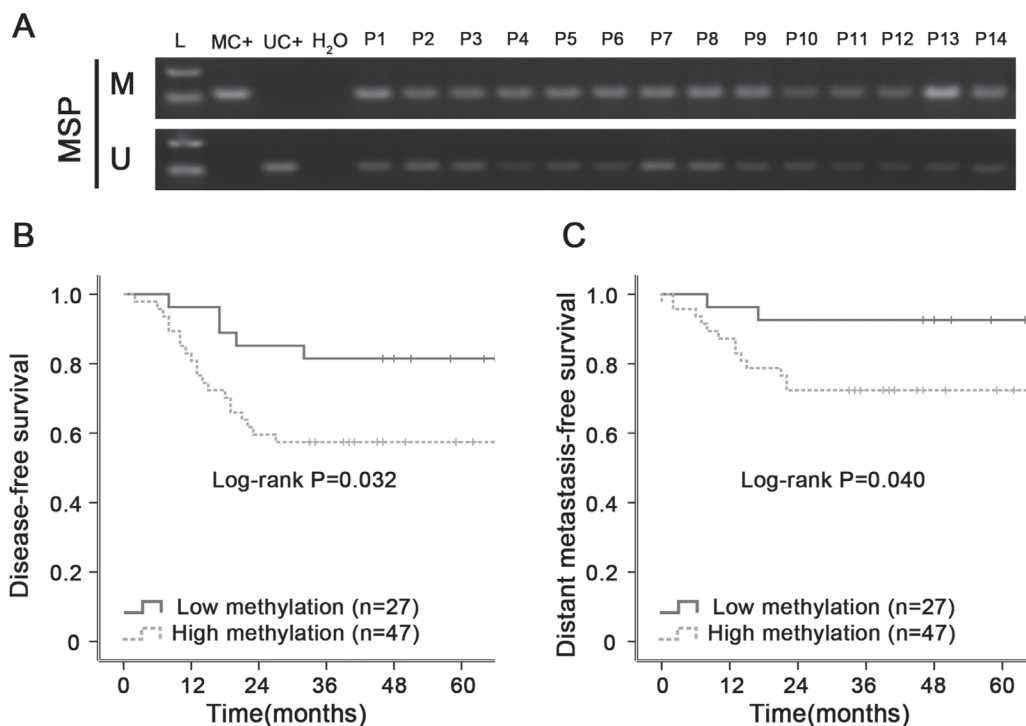 A
L MC+ UC+ H₂O P1 P2 P3 P4 P5 P6 P7 P8 P9 P10 P11 P12 P13 P14
MSP
M
U
B
Disease-free survival
1.0
0.8
0.6
0.4
0.2
0
Log-rank P=0.032
Low methylation (n=27)
High methylation (n=47)
0 12 24 36 48 60
Time(months)
C
Distant metastasis-free survival
1.0
0.8
0.6
0.4
0.2
0
Log-rank P=0.040
Low methylation (n=27)
High methylation (n=47)
0 12 24 36 48 60
Time(months)